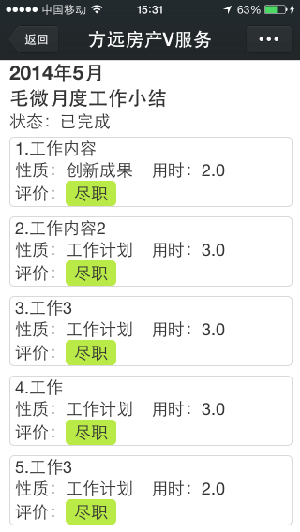 中国移动 15:31 63%
返回 方远房产V服务
2014年5月
毛微月度工作小结
状态：已完成
1.工作内容
性质：创新成果 用时：2.0
评价：尽职
2.工作内容2
性质：工作计划 用时：3.0
评价：尽职
3.工作3
性质：工作计划 用时：3.0
评价：尽职
4.工作
性质：工作计划 用时：3.0
评价：尽职
5.工作3
性质：工作计划 用时：2.0
评价：尽职